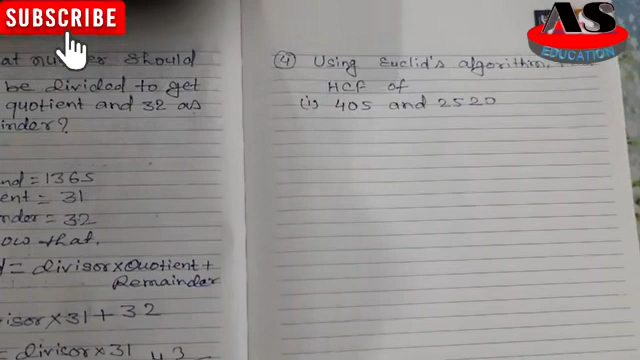 SUBSCRIBE
AS
EDUCATION
at number should
be divided to get
quotient and 32 as
inder?
nd = 1365
ent = 31
nder = 32
ow that,
= divisor × Quotient +
Remainder
isor × 31 + 32
= divisor × 31
(4) Using Euclid's algorithm,
HCF of
(i) 405 and 2520